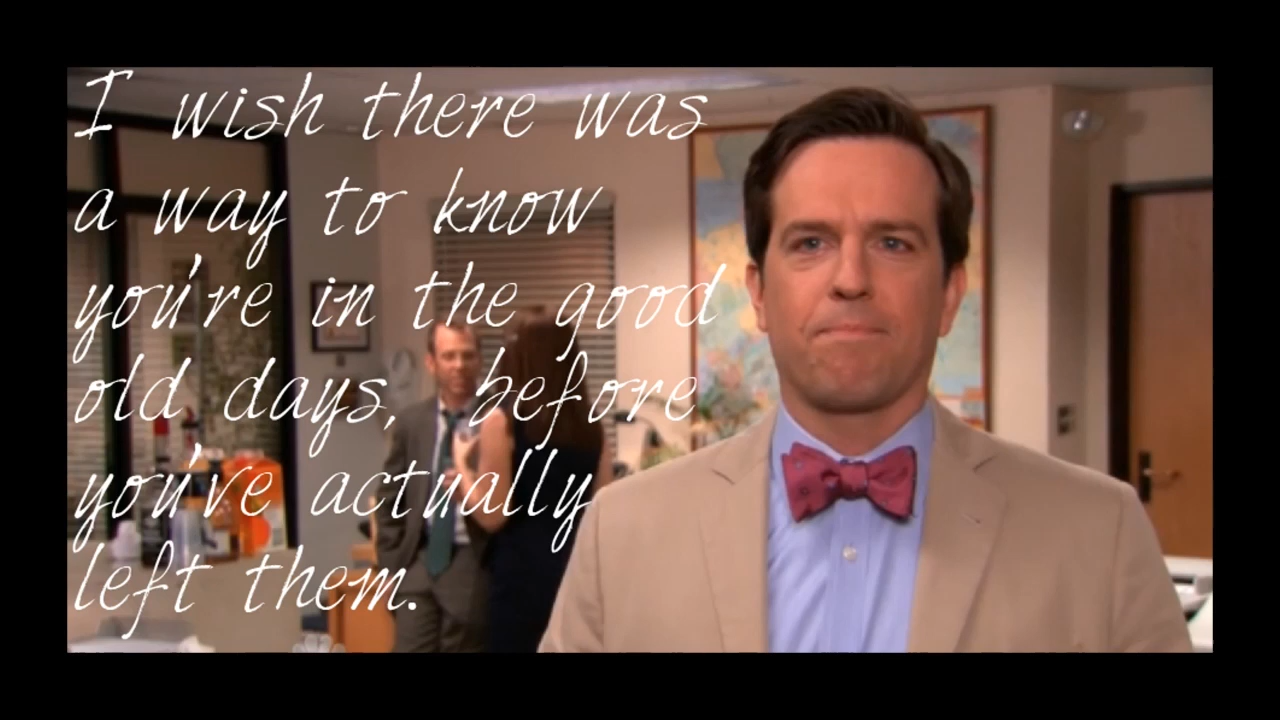 I wish there was
a way to know
you're in the good
old days, before
you've actually
left them.